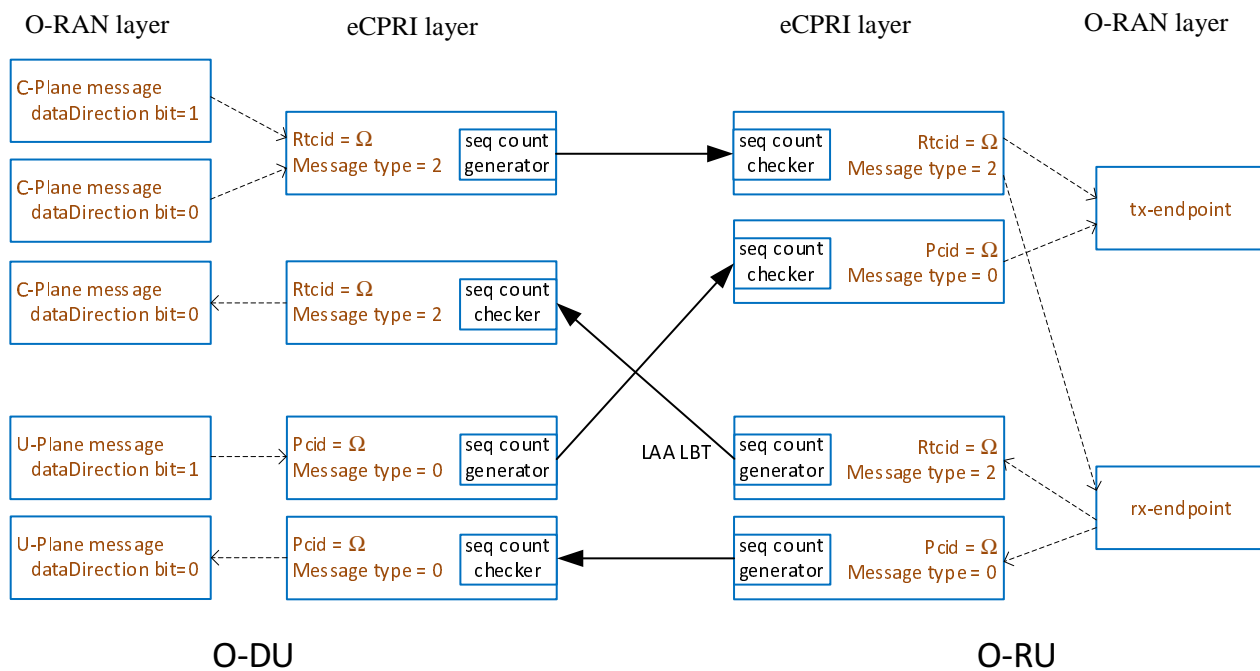 O-RAN layer
eCPRI layer
eCPRI layer
O-RAN layer
C-Plane message
dataDirection bit=1
C-Plane message
dataDirection bit=0
Rtcid = Ω
Message type = 2
seq count
generator
seq count
checker
Rtcid = Ω
Message type = 2
tx-endpoint
Pcid = Ω
Message type = 0
seq count
checker
C-Plane message
dataDirection bit=0
Rtcid = Ω
Message type = 2
seq count
checker
U-Plane message
dataDirection bit=1
Pcid = Ω
Message type = 0
seq count
generator
LAA LBT
seq count
generator
Rtcid = Ω
Message type = 2
rx-endpoint
U-Plane message
dataDirection bit=0
Pcid = Ω
Message type = 0
seq count
checker
seq count
generator
Pcid = Ω
Message type = 0
O-DU
O-RU